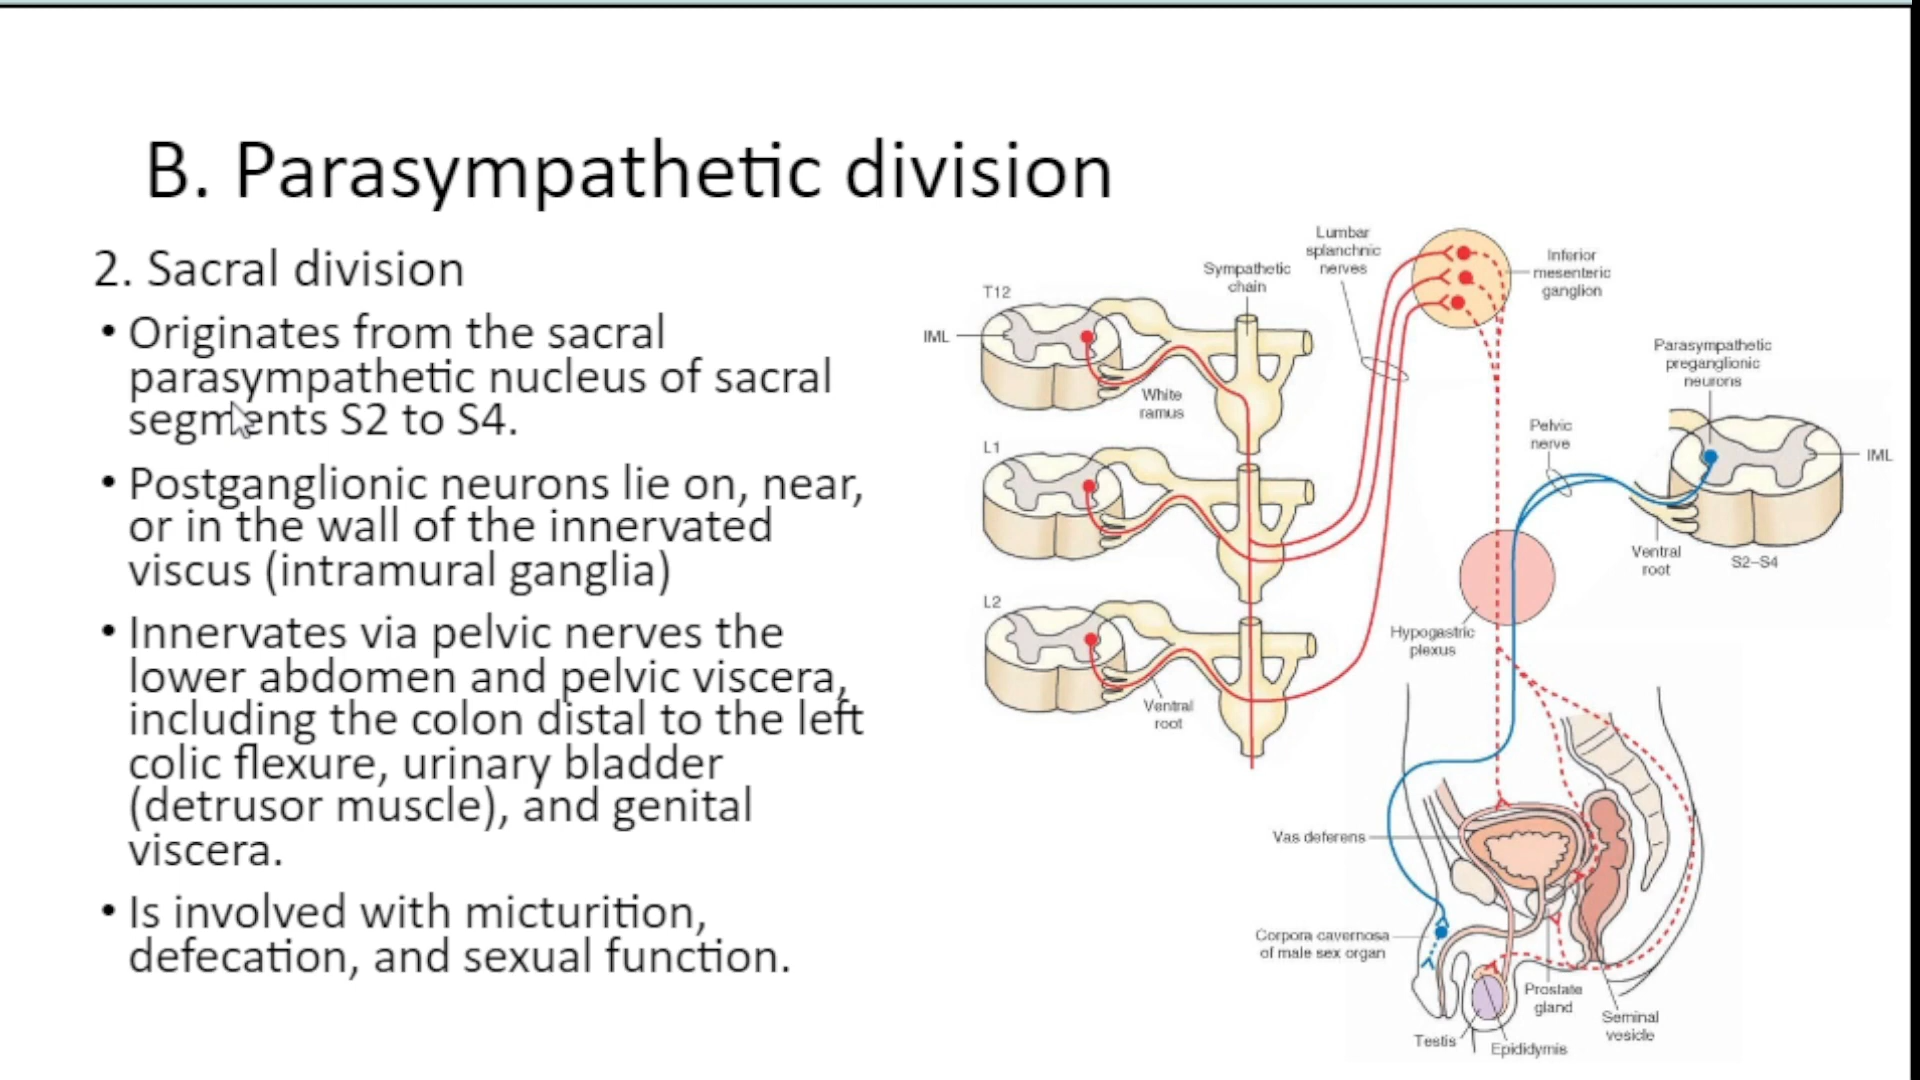 B. Parasympathetic division
2. Sacral division
• Originates from the sacral
parasympathetic nucleus of sacral
segments S2 to S4.
• Postganglionic neurons lie on, near,
or in the wall of the innervated
viscus (intramural ganglia)
• Innervates via pelvic nerves the
lower abdomen and pelvic viscera,
including the colon distal to the left
colic flexure, urinary bladder
(detrusor muscle), and genital
viscera.
• Is involved with micturition,
defecation, and sexual function.
Lumbar
splanchnic
nerves
Sympathetic
chain
Inferior
mesenteric
ganglion
T12
IML
White
ramus
Parasympathetic
preganglionic
neurons
Pelvic
nerve
IML
L1
Ventral
root
S2–S4
L2
Hypogastric
plexus
Ventral
root
Vas deferens
Corpora cavernosa
of male sex organ
Prostate
gland
Seminal
vesicle
Testis
Epididymis